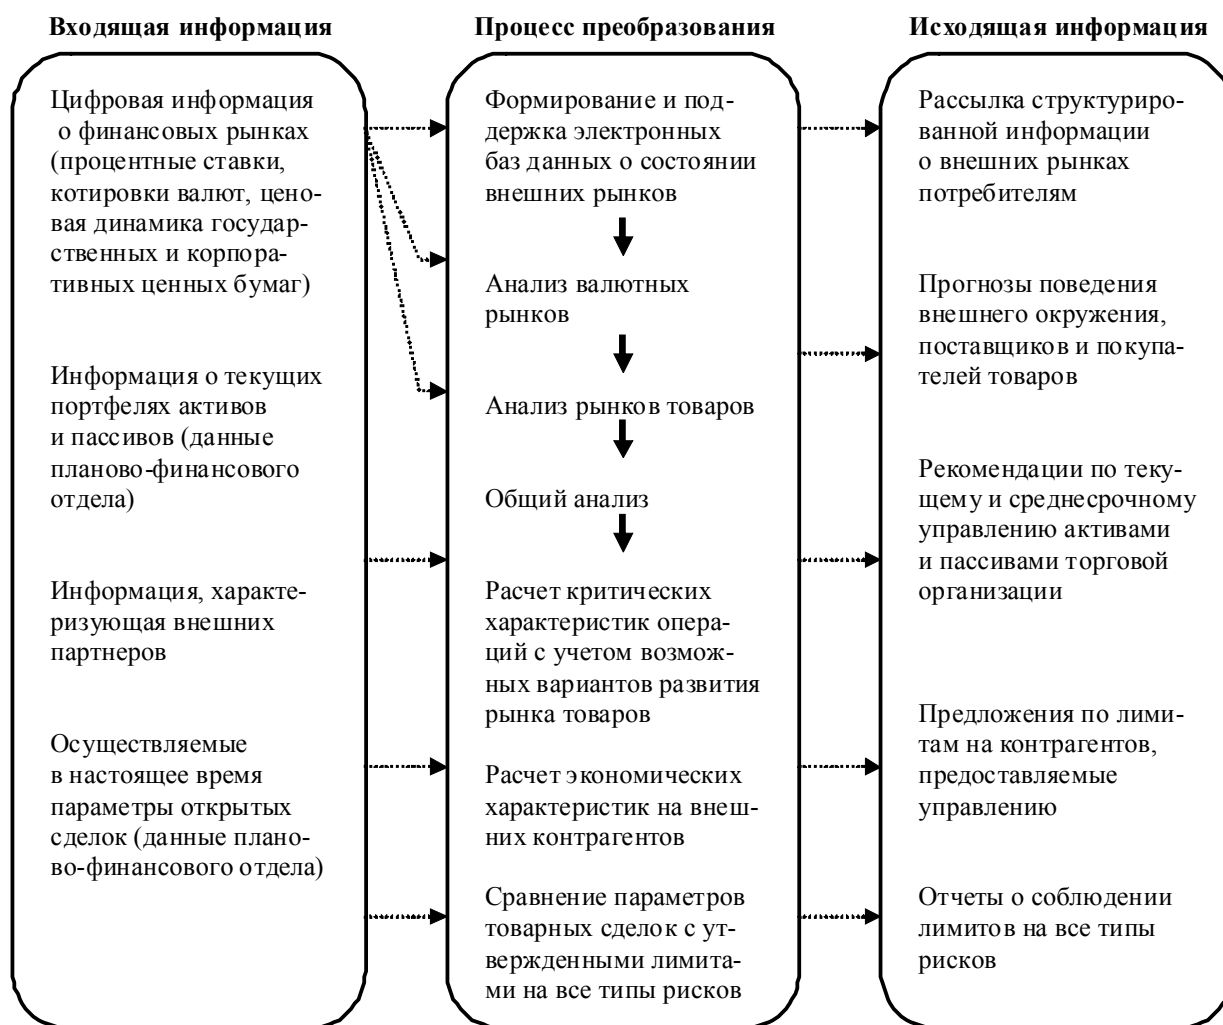 Входящая информация
Цифровая информация
о финансовых рынках
(процентные ставки,
котировки валют, цено-
вая динамика государ-
ственных и корпора-
тивных ценных бумаг)
Информация о текущих
портфелях активов
и пассивов (данные
планово-финансового
отдела)
Информация, характе-
ризующая внешних
партнеров
Осуществляемые
в настоящее время
параметры открытых
сделок (данные плано-
во-финансового отдела)
Процесс преобразования
Формирование и под-
держка электронных
баз данных о состоянии
внешних рынков
Анализ валютных
рынков
Анализ рынков товаров
Общий анализ
Расчет критических
характеристик опера-
ций с учетом возмож-
ных вариантов развития
рынка товаров
Расчет экономических
характеристик на внеш-
них контрагентов
Сравнение параметров
товарных сделок с ут-
вержденными лимита-
ми на все типы рисков
Исходящая информация
Рассылка структуриро-
ванной информации
о внешних рынках
потребителям
Прогнозы поведения
внешнего окружения,
поставщиков и покупа-
телей товаров
Рекомендации по теку-
щему и среднесрочному
управлению активами
и пассивами торговой
организации
Предложения по лими-
там на контрагентов,
предоставляемые
управлению
Отчеты о соблюдении
лимитов на все типы
рисков